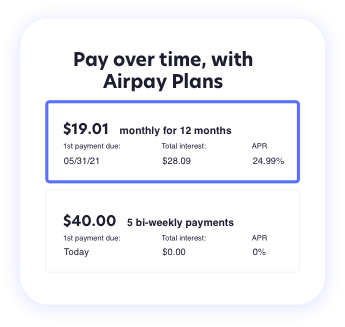 Pay over time, with
Airpay Plans
$19.01 monthly for 12 months
1st payment due: Total interest: APR
05/31/21 $28.09 24.99%
$40.00 5 bi-weekly payments
1st payment due: Total interest: APR
Today $0.00 0%